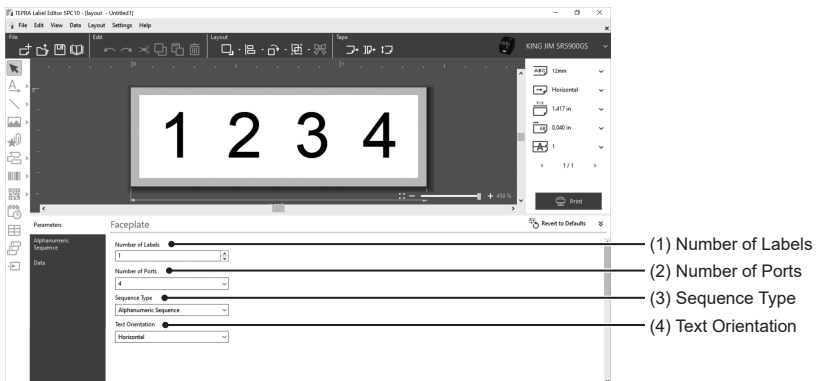 TEPRA Label Editor SPC10 - [layout - Untitled1]
File Edit View Data Layout Settings Help
File Edit Layout Tape
KING JIM SR5900GS
ABC 12mm
Horizontal
FIX 1.417 in
AB 0.040 in
A 1
1 / 1
1 2 3 4
459 %
Print
Parameters
Alphanumeric
Sequence
Data
Faceplate
Revert to Defaults
Number of Labels
1
Number of Ports
4
Sequence Type
Alphanumeric Sequence
Text Orientation
Horizontal
(1) Number of Labels
(2) Number of Ports
(3) Sequence Type
(4) Text Orientation